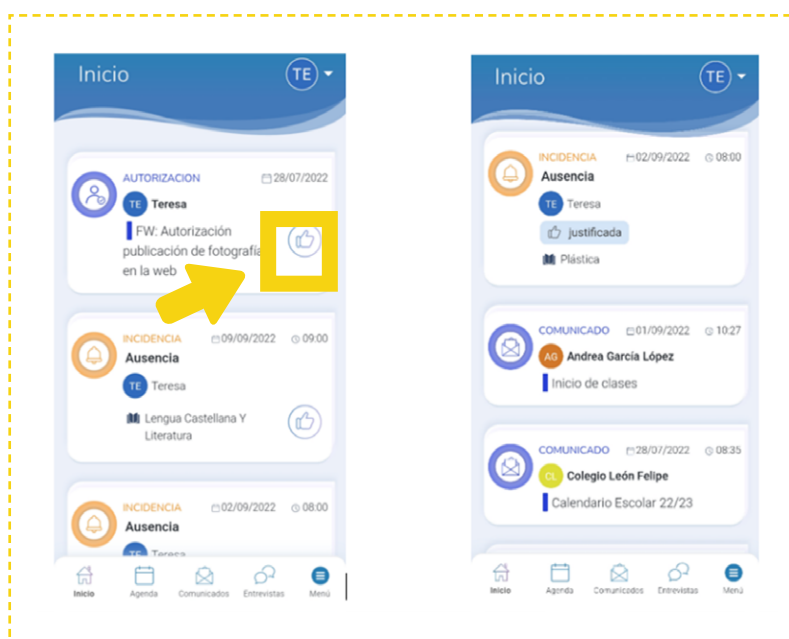 Inicio
TE
AUTORIZACION 28/07/2022
TE Teresa
FW: Autorización
publicación de fotografía
en la web
INCIDENCIA 09/09/2022 09:00
Ausencia
TE Teresa
Lengua Castellana Y
Literatura
INCIDENCIA 02/09/2022 08:00
Ausencia
TE Teresa
Inicio Agenda Comunicados Entrevistas Menú
Inicio
TE
INCIDENCIA 02/09/2022 08:00
Ausencia
TE Teresa
justificada
Plástica
COMUNICADO 01/09/2022 10:27
AG Andrea García López
Inicio de clases
COMUNICADO 28/07/2022 08:35
CL Colegio León Felipe
Calendario Escolar 22/23
Inicio Agenda Comunicados Entrevistas Menú